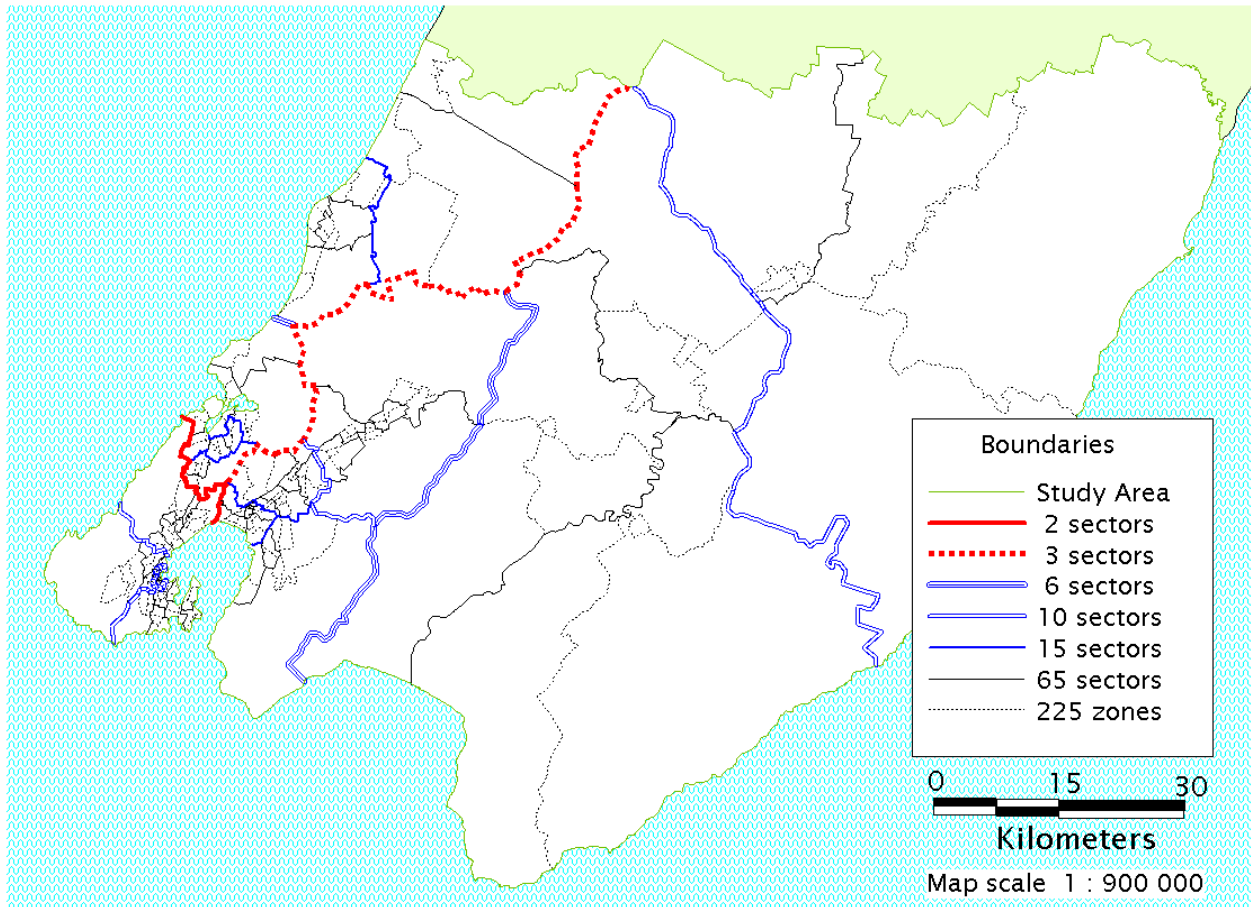 Boundaries
Study Area
2 sectors
3 sectors
6 sectors
10 sectors
15 sectors
65 sectors
225 zones
0 15 30
Kilometers
Map scale 1 : 900 000